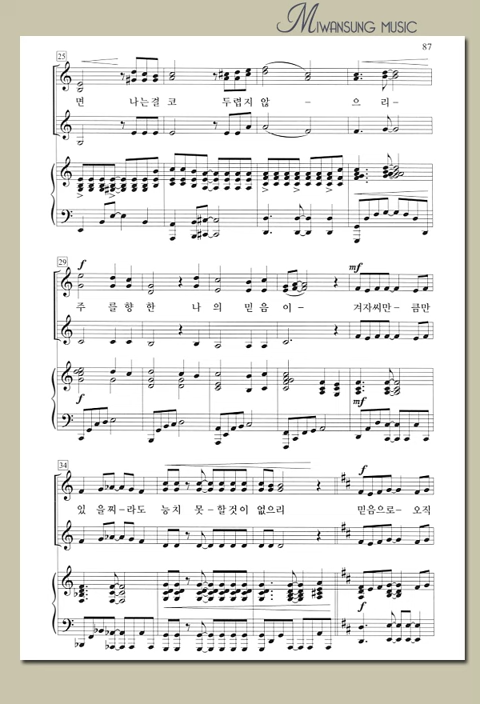 MIWANSUNG MUSIC
87
25
면 나는결코 두렵지않 - 으 리 -
29
f
mf
주 를향 한 나 의 믿 음 이 - 겨자씨만 - 큼만
f
mf
34
f
있 을찌 - 라도 능치 못 - 할것이 없으리 믿음으로 - 오직
f